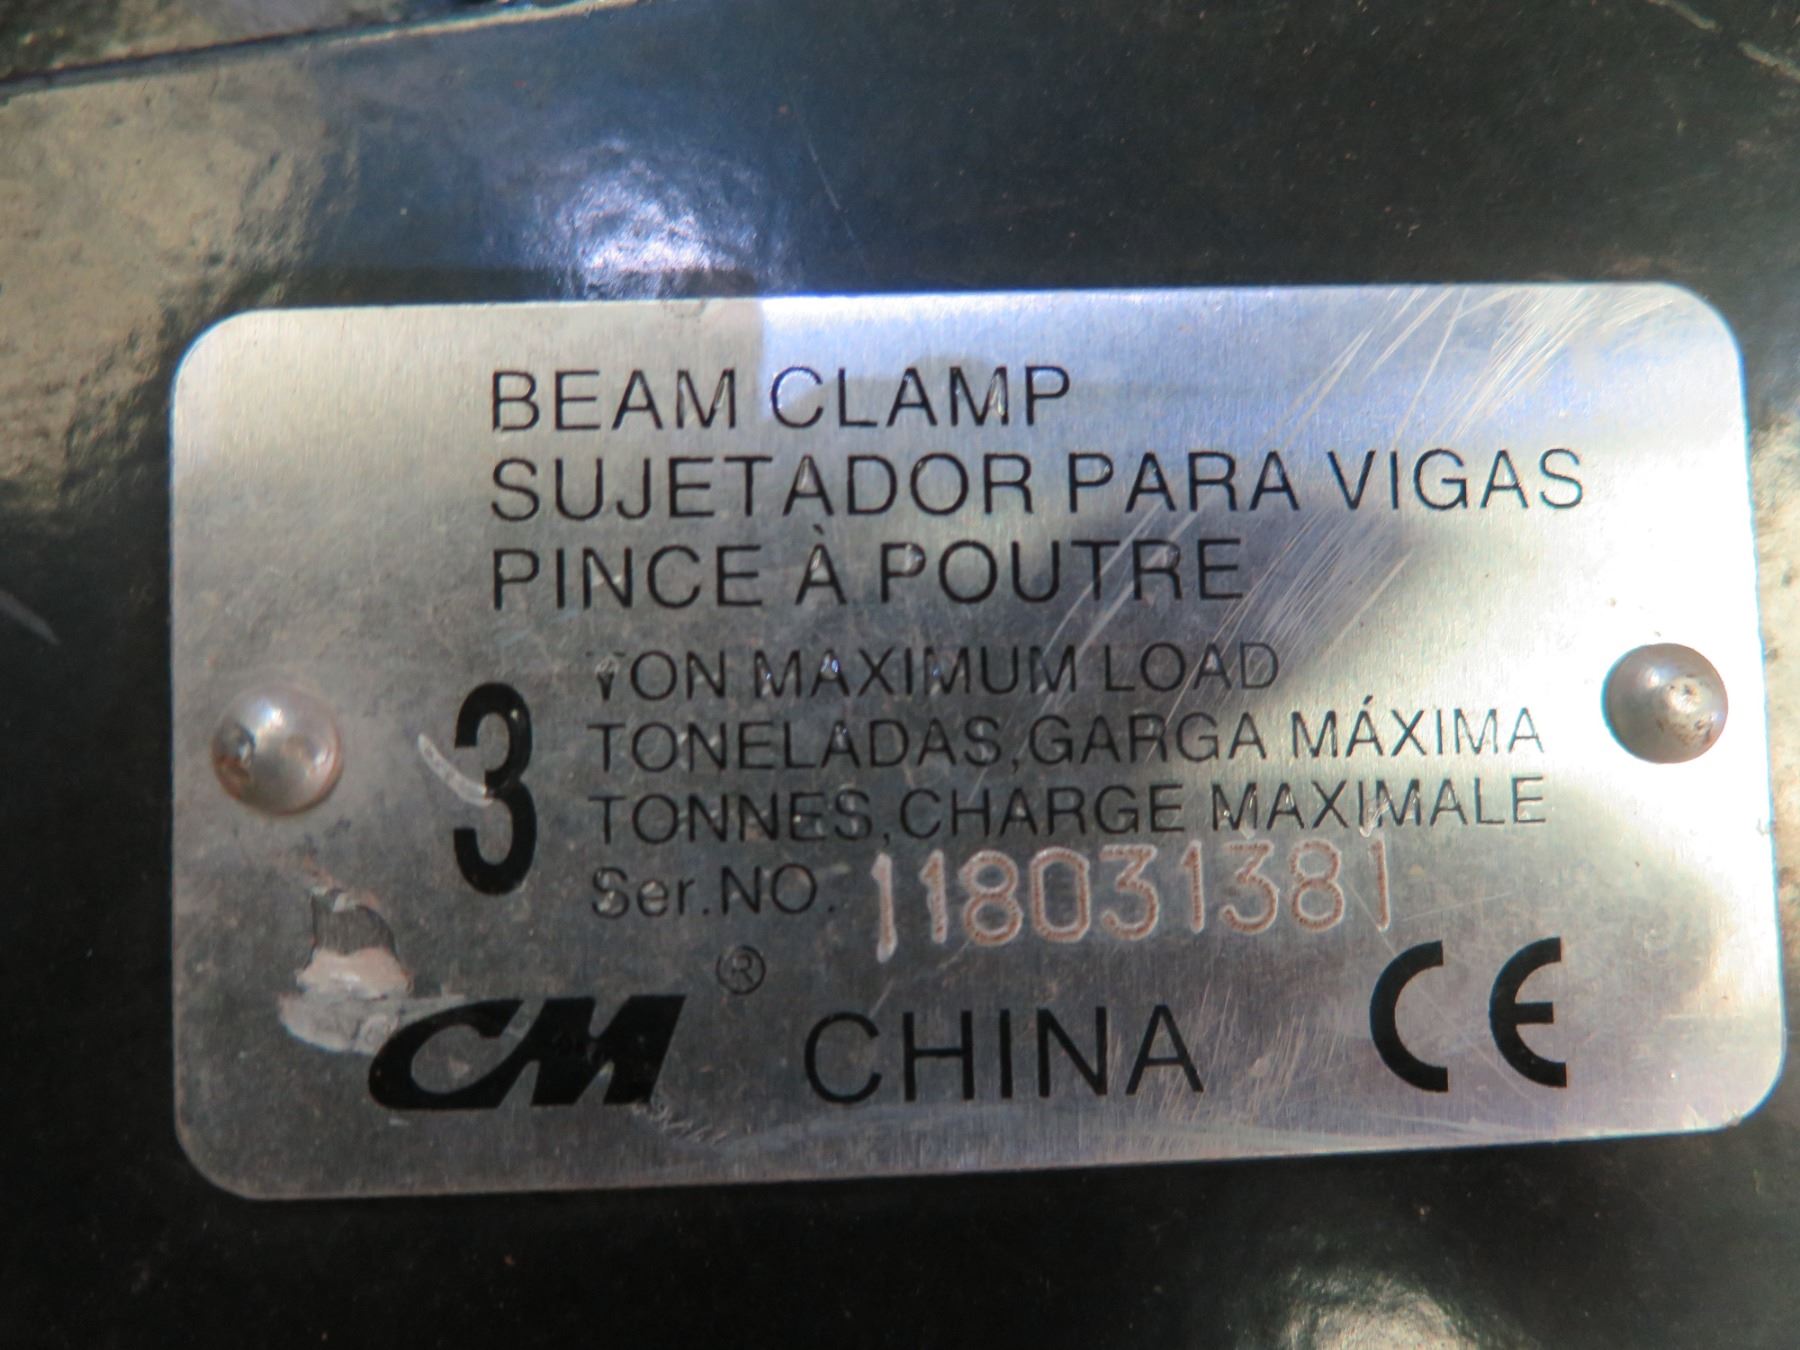 BEAM CLAMP
SUJETADOR PARA VIGAS
PINCE À POUTRE
3
TON MAXIMUM LOAD
TONELADAS,GARGA MÁXIMA
TONNES,CHARGE MAXIMALE
Ser.NO. 118031381
CM® CHINA CE